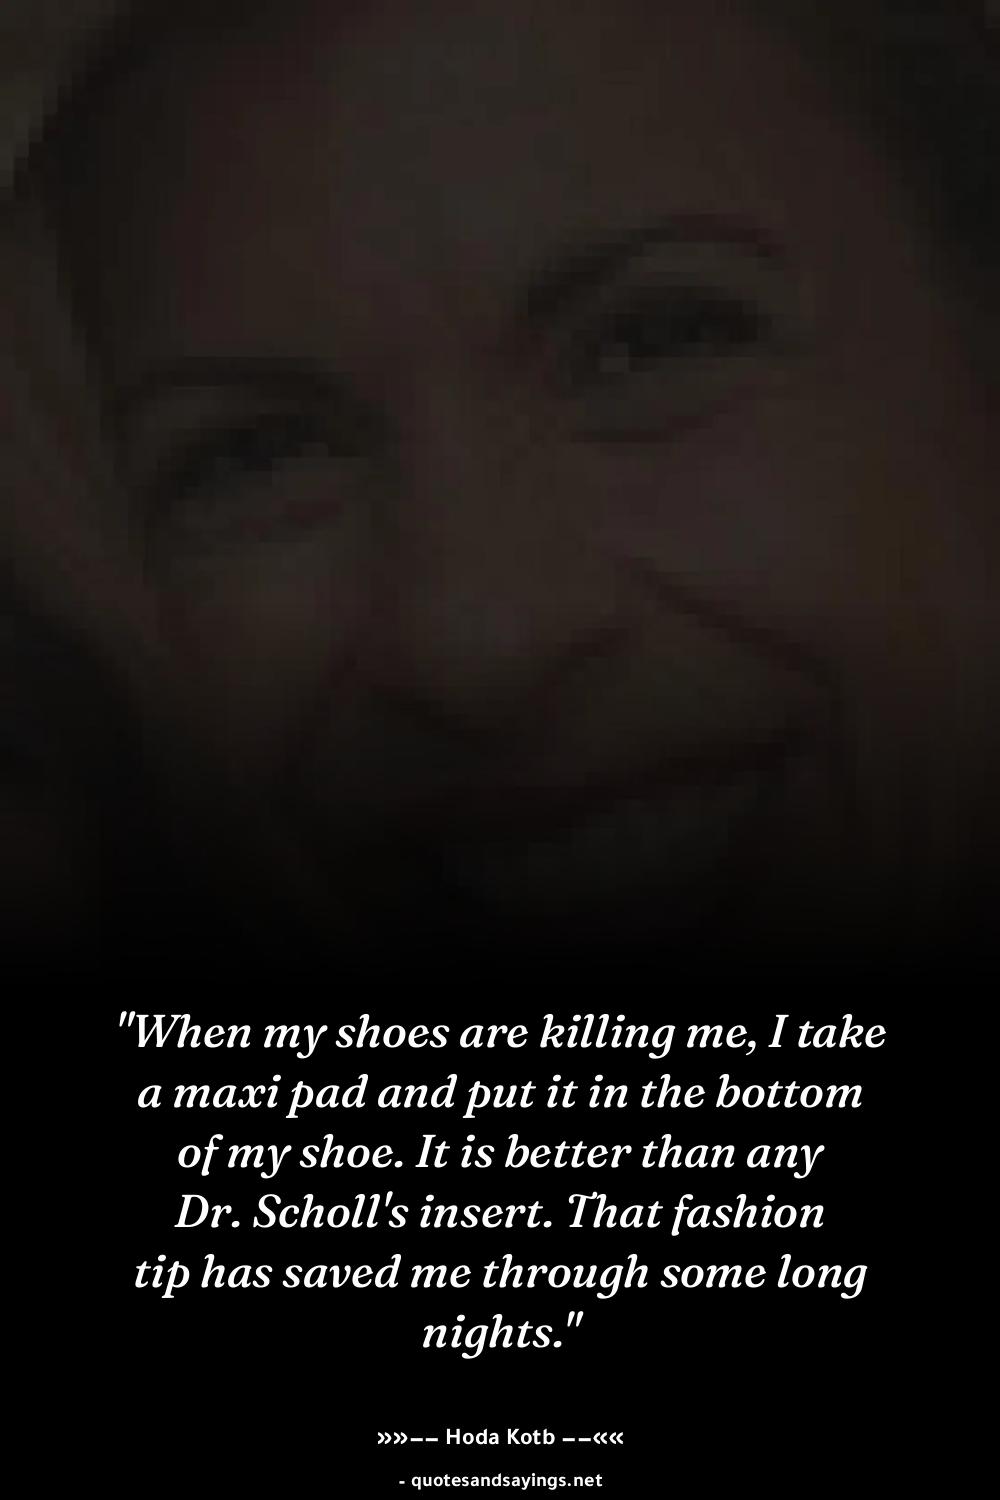 "When my shoes are killing me, I take
a maxi pad and put it in the bottom
of my shoe. It is better than any
Dr. Scholl's insert. That fashion
tip has saved me through some long
nights."
»»–– Hoda Kotb ––««
- quotesandsayings.net